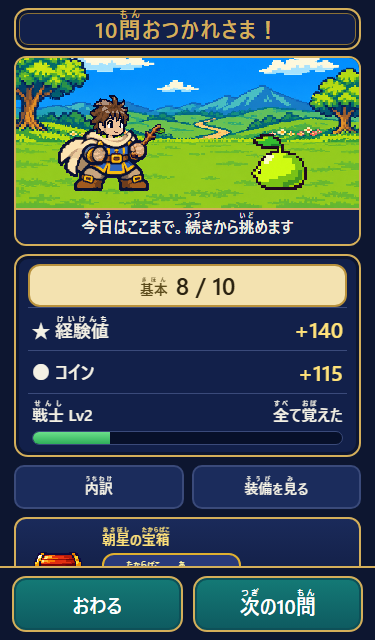 10問おつかれさま！
今日はここまで。続きから挑めます
基本 8 / 10
★ 経験値 +140
● コイン +115
戦士 Lv2 全て覚えた
内訳 装備を見る
朝星の宝箱
おわる 次の10問